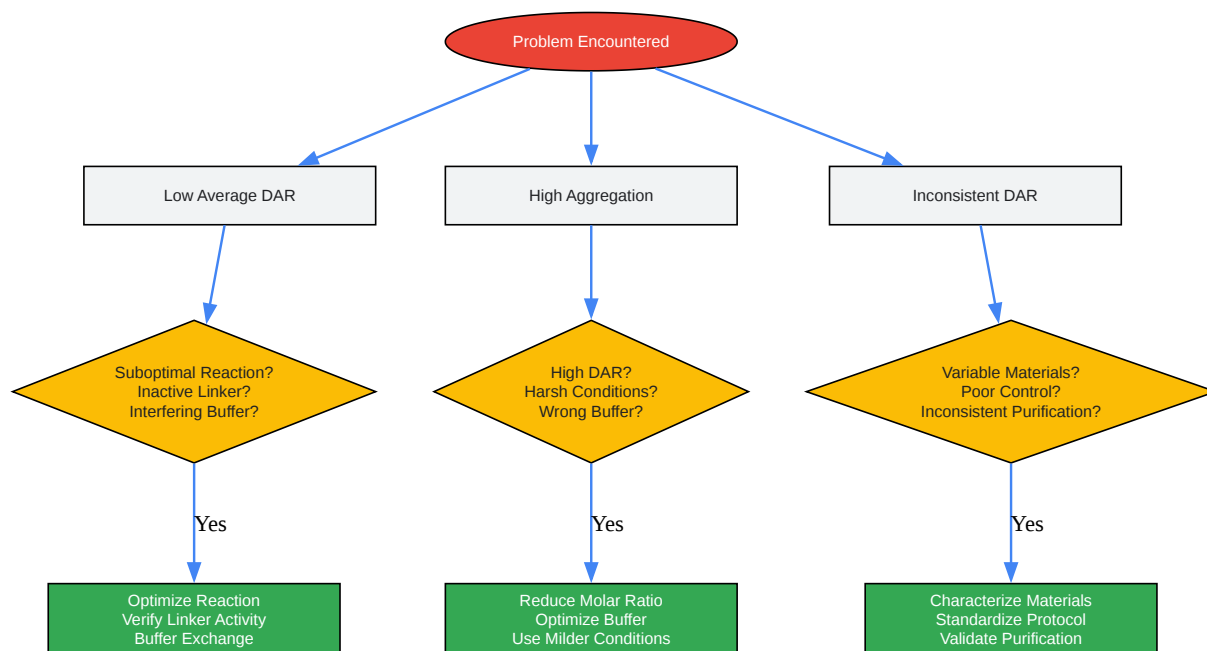 Problem Encountered
Low Average DAR
High Aggregation
Inconsistent DAR
Suboptimal Reaction?
Inactive Linker?
Interfering Buffer?
High DAR?
Harsh Conditions?
Wrong Buffer?
Variable Materials?
Poor Control?
Inconsistent Purification?
Yes
Yes
Yes
Optimize Reaction
Verify Linker Activity
Buffer Exchange
Reduce Molar Ratio
Optimize Buffer
Use Milder Conditions
Characterize Materials
Standardize Protocol
Validate Purification